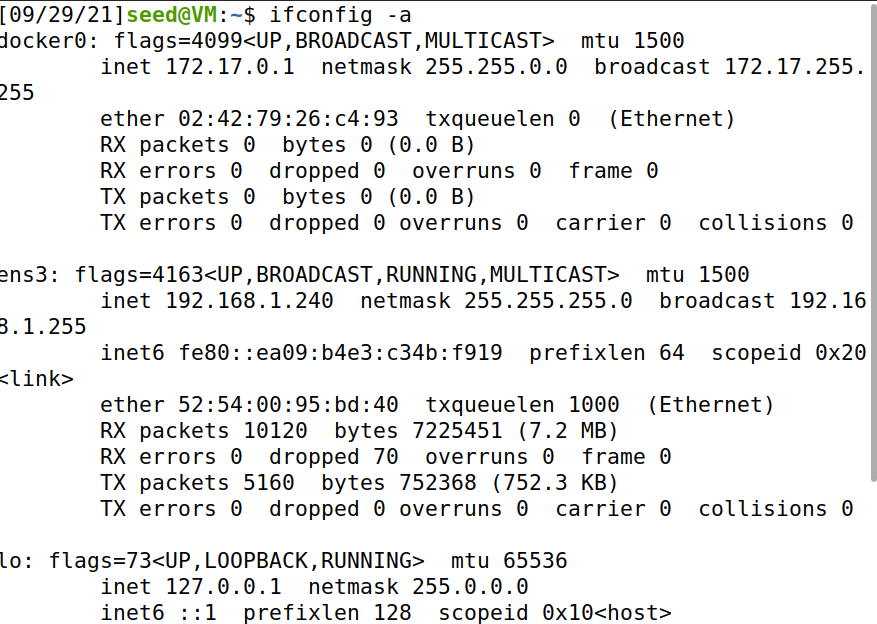 [09/29/21]seed@VM:~$ ifconfig -a
docker0: flags=4099<UP,BROADCAST,MULTICAST>  mtu 1500
        inet 172.17.0.1  netmask 255.255.0.0  broadcast 172.17.255.
255
        ether 02:42:79:26:c4:93  txqueuelen 0  (Ethernet)
        RX packets 0  bytes 0 (0.0 B)
        RX errors 0  dropped 0  overruns 0  frame 0
        TX packets 0  bytes 0 (0.0 B)
        TX errors 0  dropped 0 overruns 0  carrier 0  collisions 0

ens3: flags=4163<UP,BROADCAST,RUNNING,MULTICAST>  mtu 1500
        inet 192.168.1.240  netmask 255.255.255.0  broadcast 192.16
8.1.255
        inet6 fe80::ea09:b4e3:c34b:f919  prefixlen 64  scopeid 0x20
<link>
        ether 52:54:00:95:bd:40  txqueuelen 1000  (Ethernet)
        RX packets 10120  bytes 7225451 (7.2 MB)
        RX errors 0  dropped 70  overruns 0  frame 0
        TX packets 5160  bytes 752368 (752.3 KB)
        TX errors 0  dropped 0 overruns 0  carrier 0  collisions 0

lo: flags=73<UP,LOOPBACK,RUNNING>  mtu 65536
        inet 127.0.0.1  netmask 255.0.0.0
        inet6 ::1  prefixlen 128  scopeid 0x10<host>